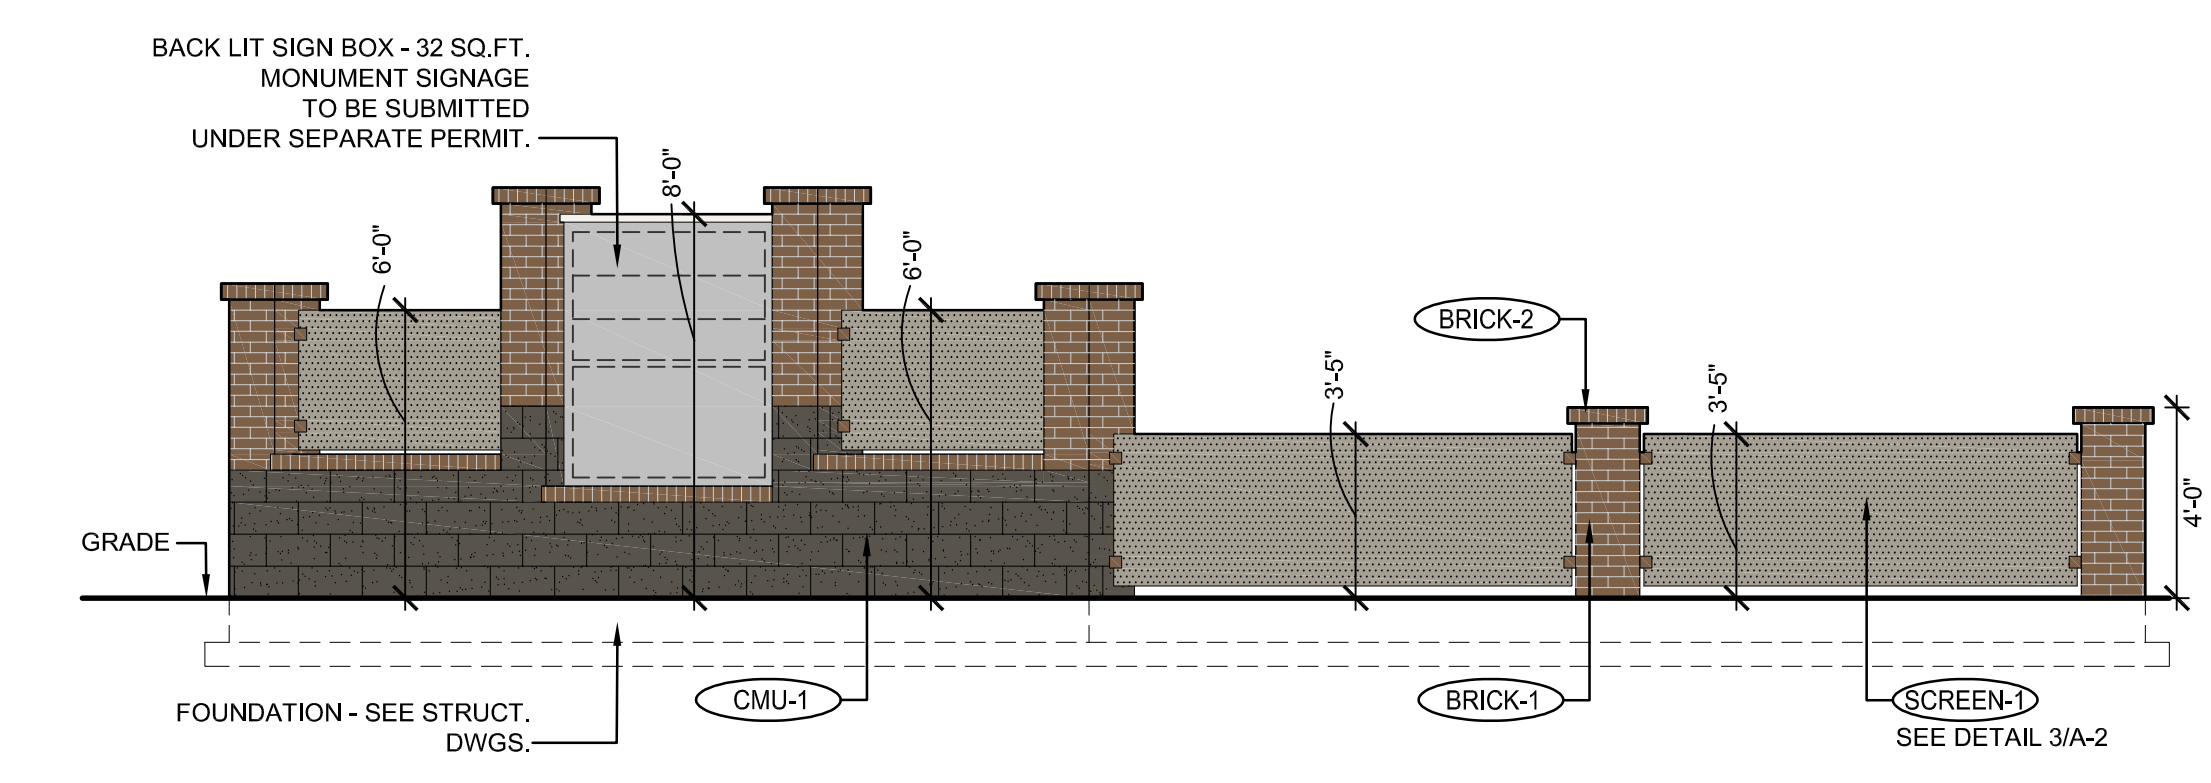 BACK LIT SIGN BOX - 32 SQ.FT.
MONUMENT SIGNAGE
TO BE SUBMITTED
UNDER SEPARATE PERMIT.
8'-0"
6'-0"
6'-0"
BRICK-2
3'-5"
3'-5"
4'-0"
GRADE
CMU-1
BRICK-1
SCREEN-1
SEE DETAIL 3/A-2
FOUNDATION - SEE STRUCT.
DWGS.